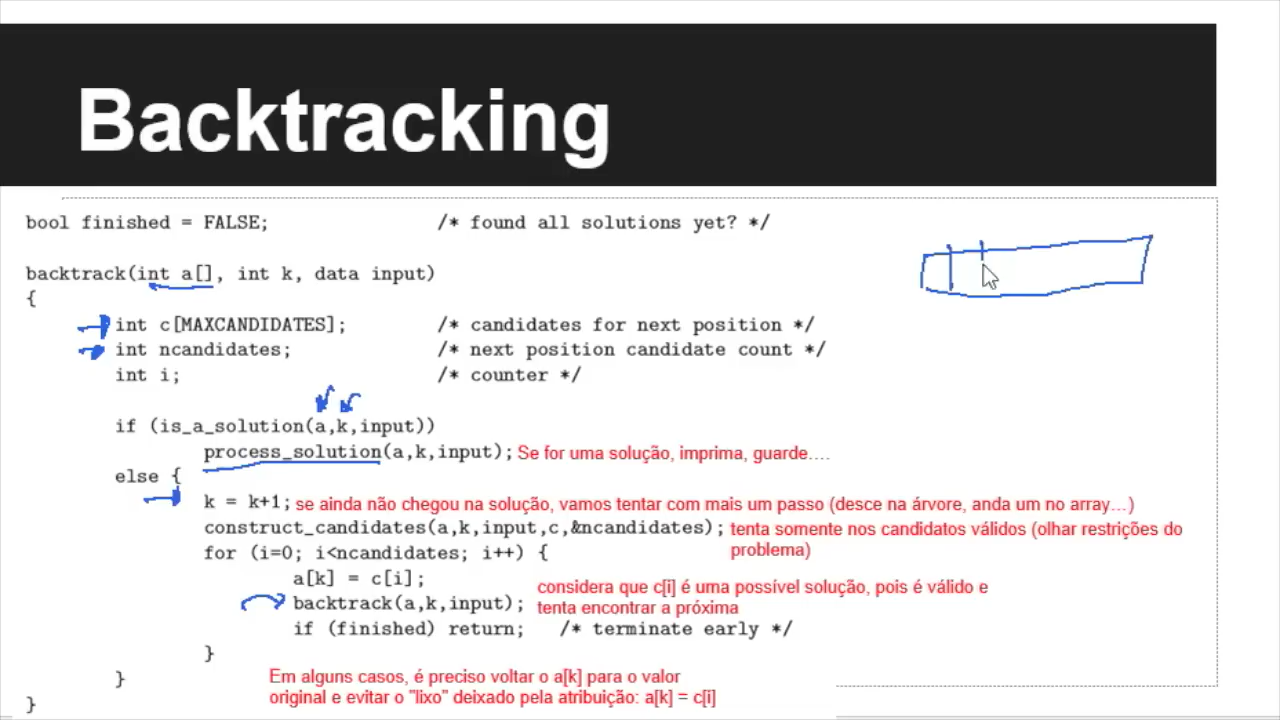 Backtracking
bool finished = FALSE; /* found all solutions yet? */
backtrack(int a[], int k, data input)
{
int c[MAXCANDIDATES]; /* candidates for next position */
int ncandidates; /* next position candidate count */
int i; /* counter */
if (is_a_solution(a,k,input))
process_solution(a,k,input); Se for uma solução, imprima, guarde....
else {
k = k+1; se ainda não chegou na solução, vamos tentar com mais um passo (desce na árvore, anda um no array...)
construct_candidates(a,k,input,c,&ncandidates); tenta somente nos candidatos válidos (olhar restrições do
problema)
for (i=0; i<ncandidates; i++) {
a[k] = c[i];
considera que c[i] é uma possível solução, pois é válido e
backtrack(a,k,input);
tenta encontrar a próxima
if (finished) return; /* terminate early */
}
}
Em alguns casos, é preciso voltar o a[k] para o valor
original e evitar o "lixo" deixado pela atribuição: a[k] = c[i]
}